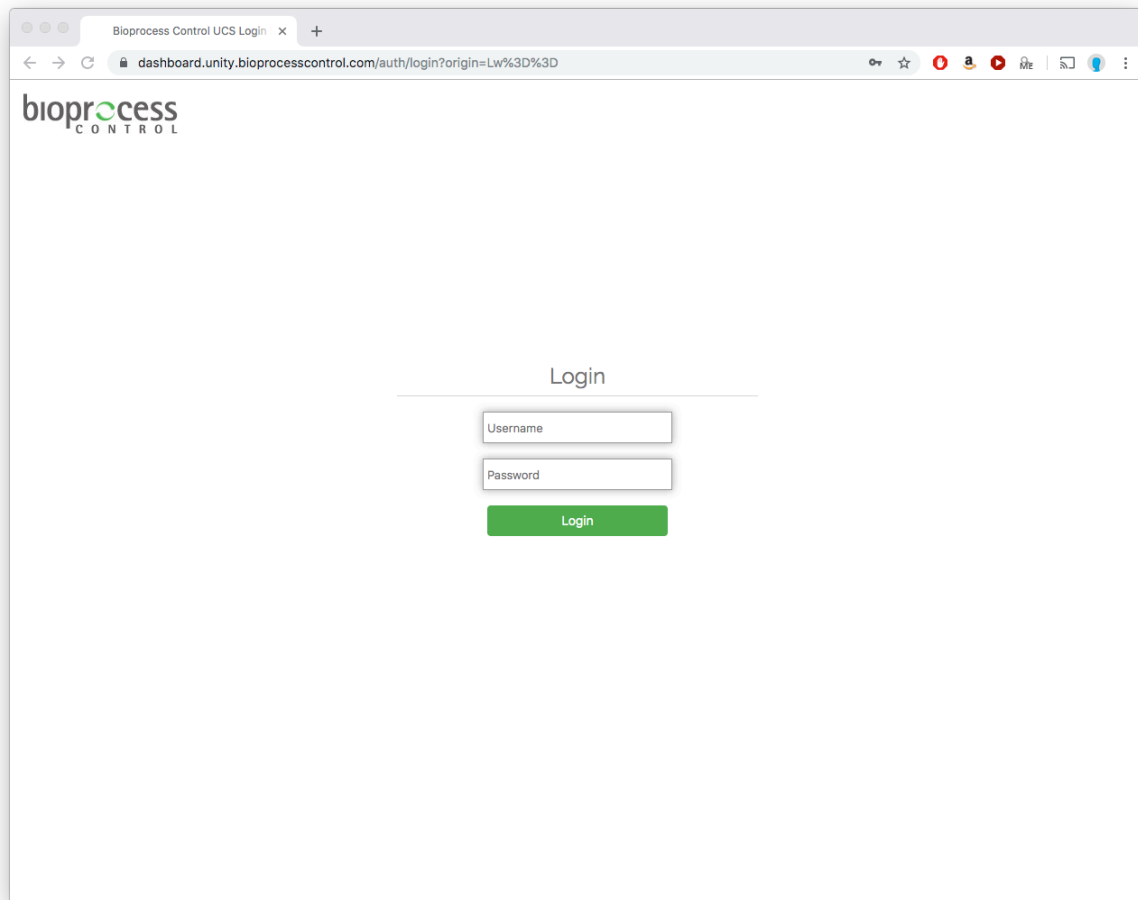 Bioprocess Control UCS Login
dashboard.unity.bioprocesscontrol.com/auth/login?origin=Lw%3D%3D
bioprocess
CONTROL
Login
Username
Password
Login